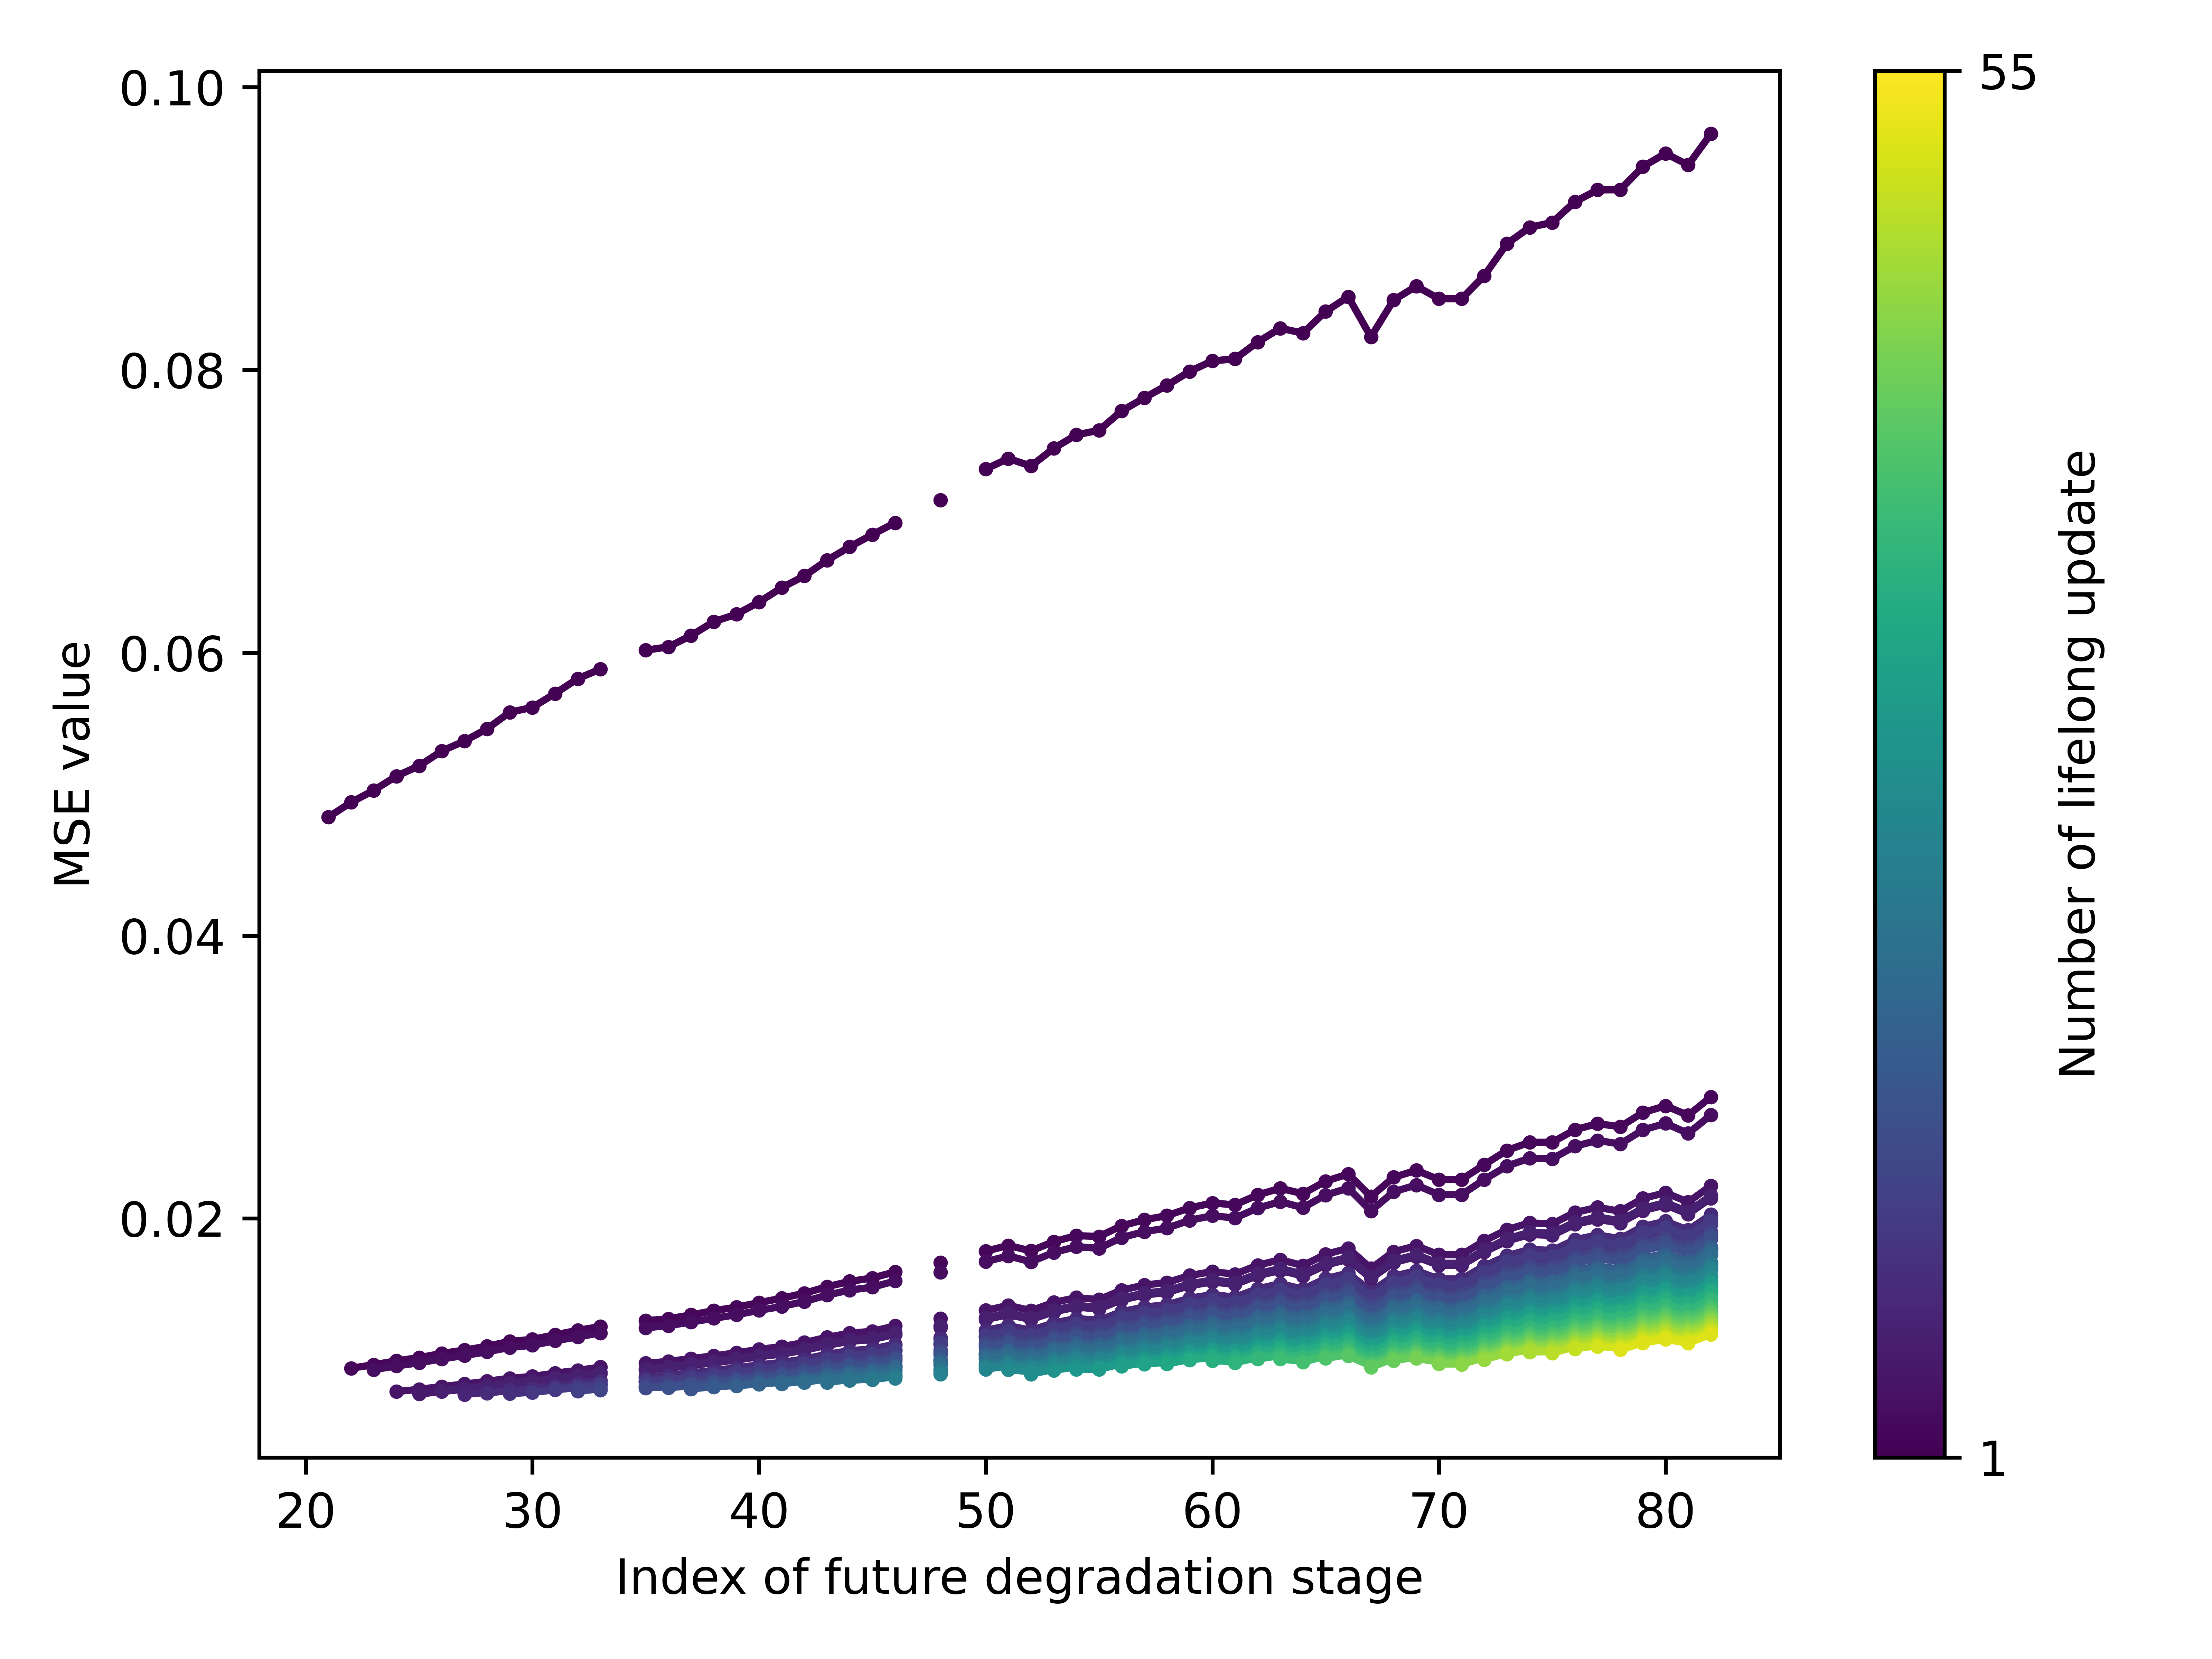 0.10
0.08
0.06
0.04
0.02
MSE value
20 30 40 50 60 70 80
Index of future degradation stage
55
1
Number of lifelong update